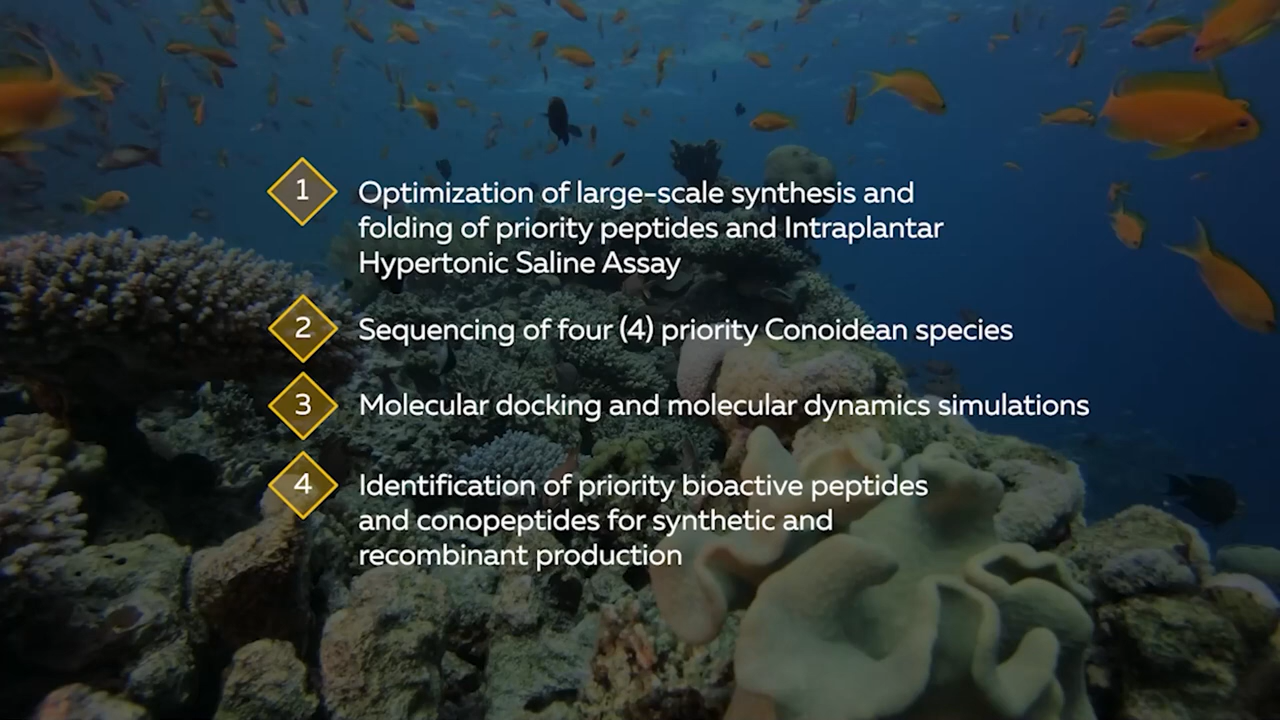 1
Optimization of large-scale synthesis and
folding of priority peptides and Intraplantar
Hypertonic Saline Assay
2
Sequencing of four (4) priority Conoidean species
3
Molecular docking and molecular dynamics simulations
4
Identification of priority bioactive peptides
and conopeptides for synthetic and
recombinant production